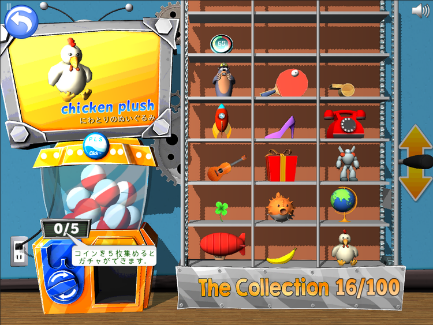 chicken plush
にわとりのぬいぐるみ
0/5
コインを5枚集めると
ガチャができます。
The Collection 16/100